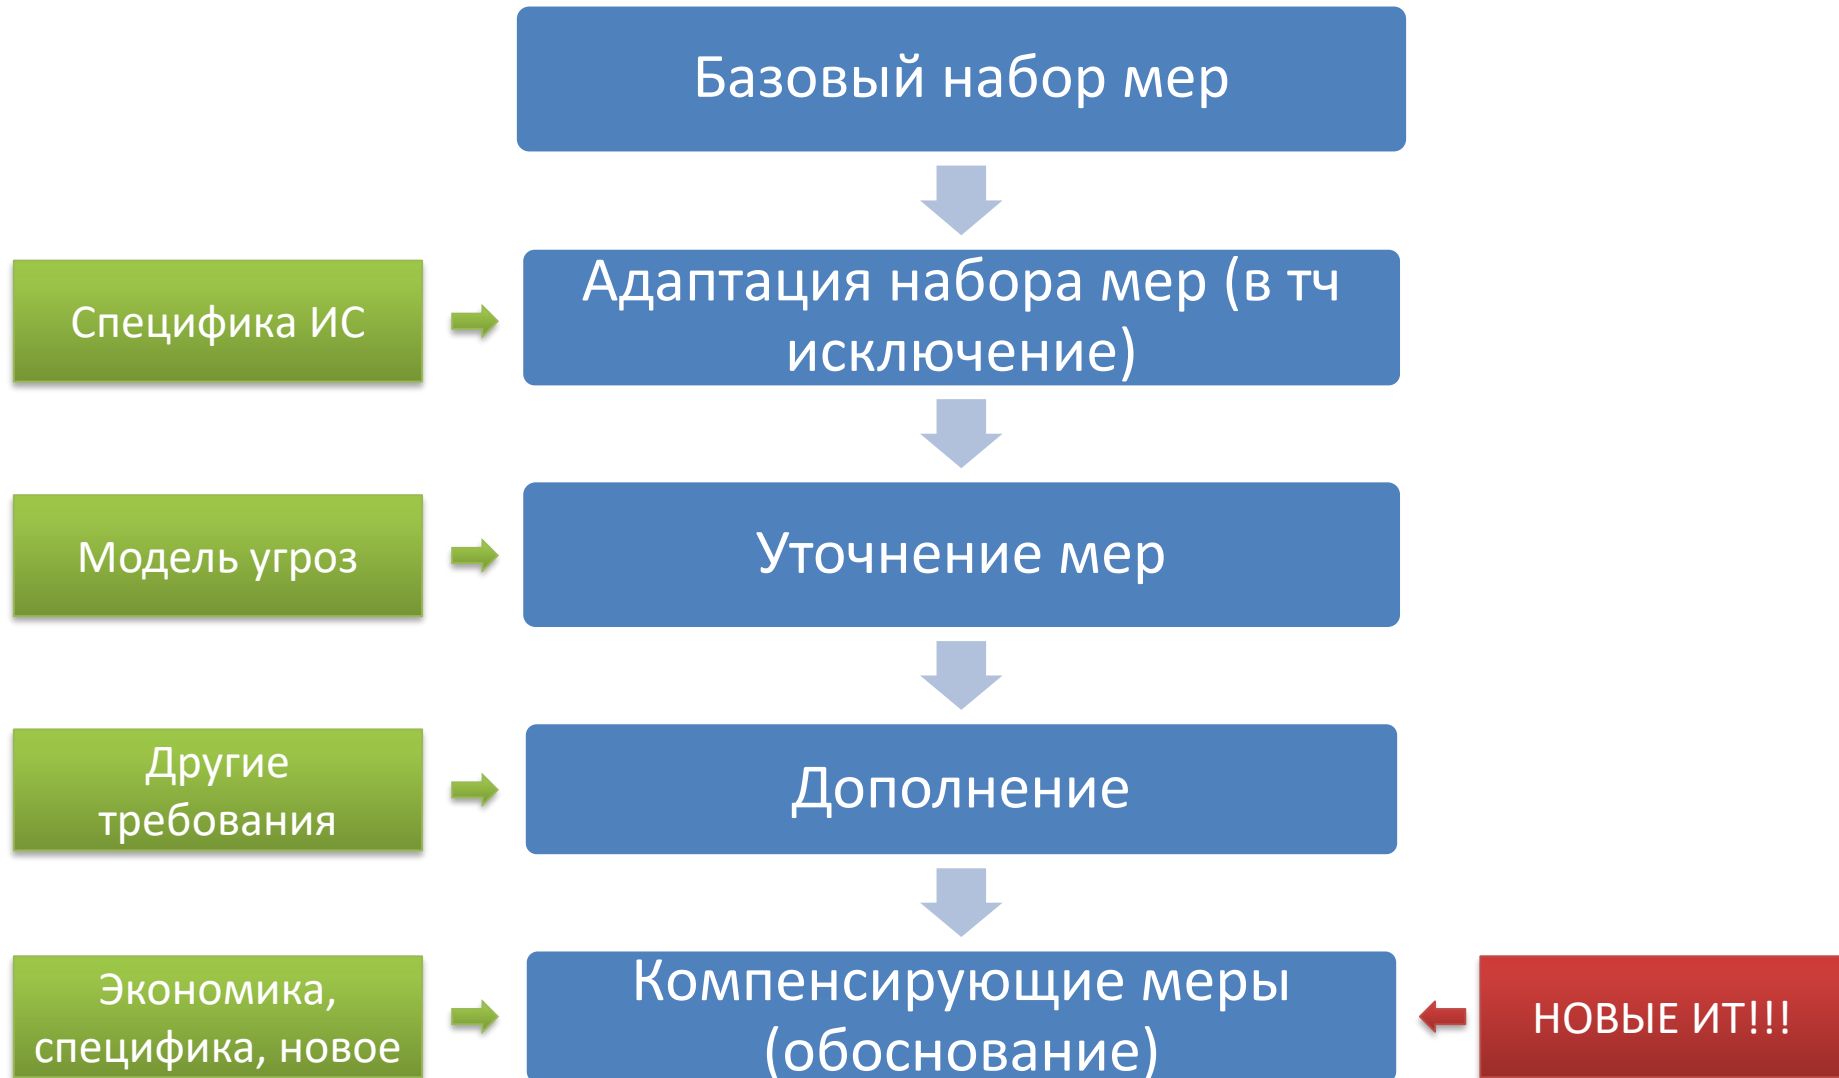 Базовый набор мер
Специфика ИС
Адаптация набора мер (в тч
исключение)
Модель угроз
Уточнение мер
Другие
требования
Дополнение
Экономика,
специфика, новое
Компенсирующие меры
(обоснование)
НОВЫЕ ИТ!!!